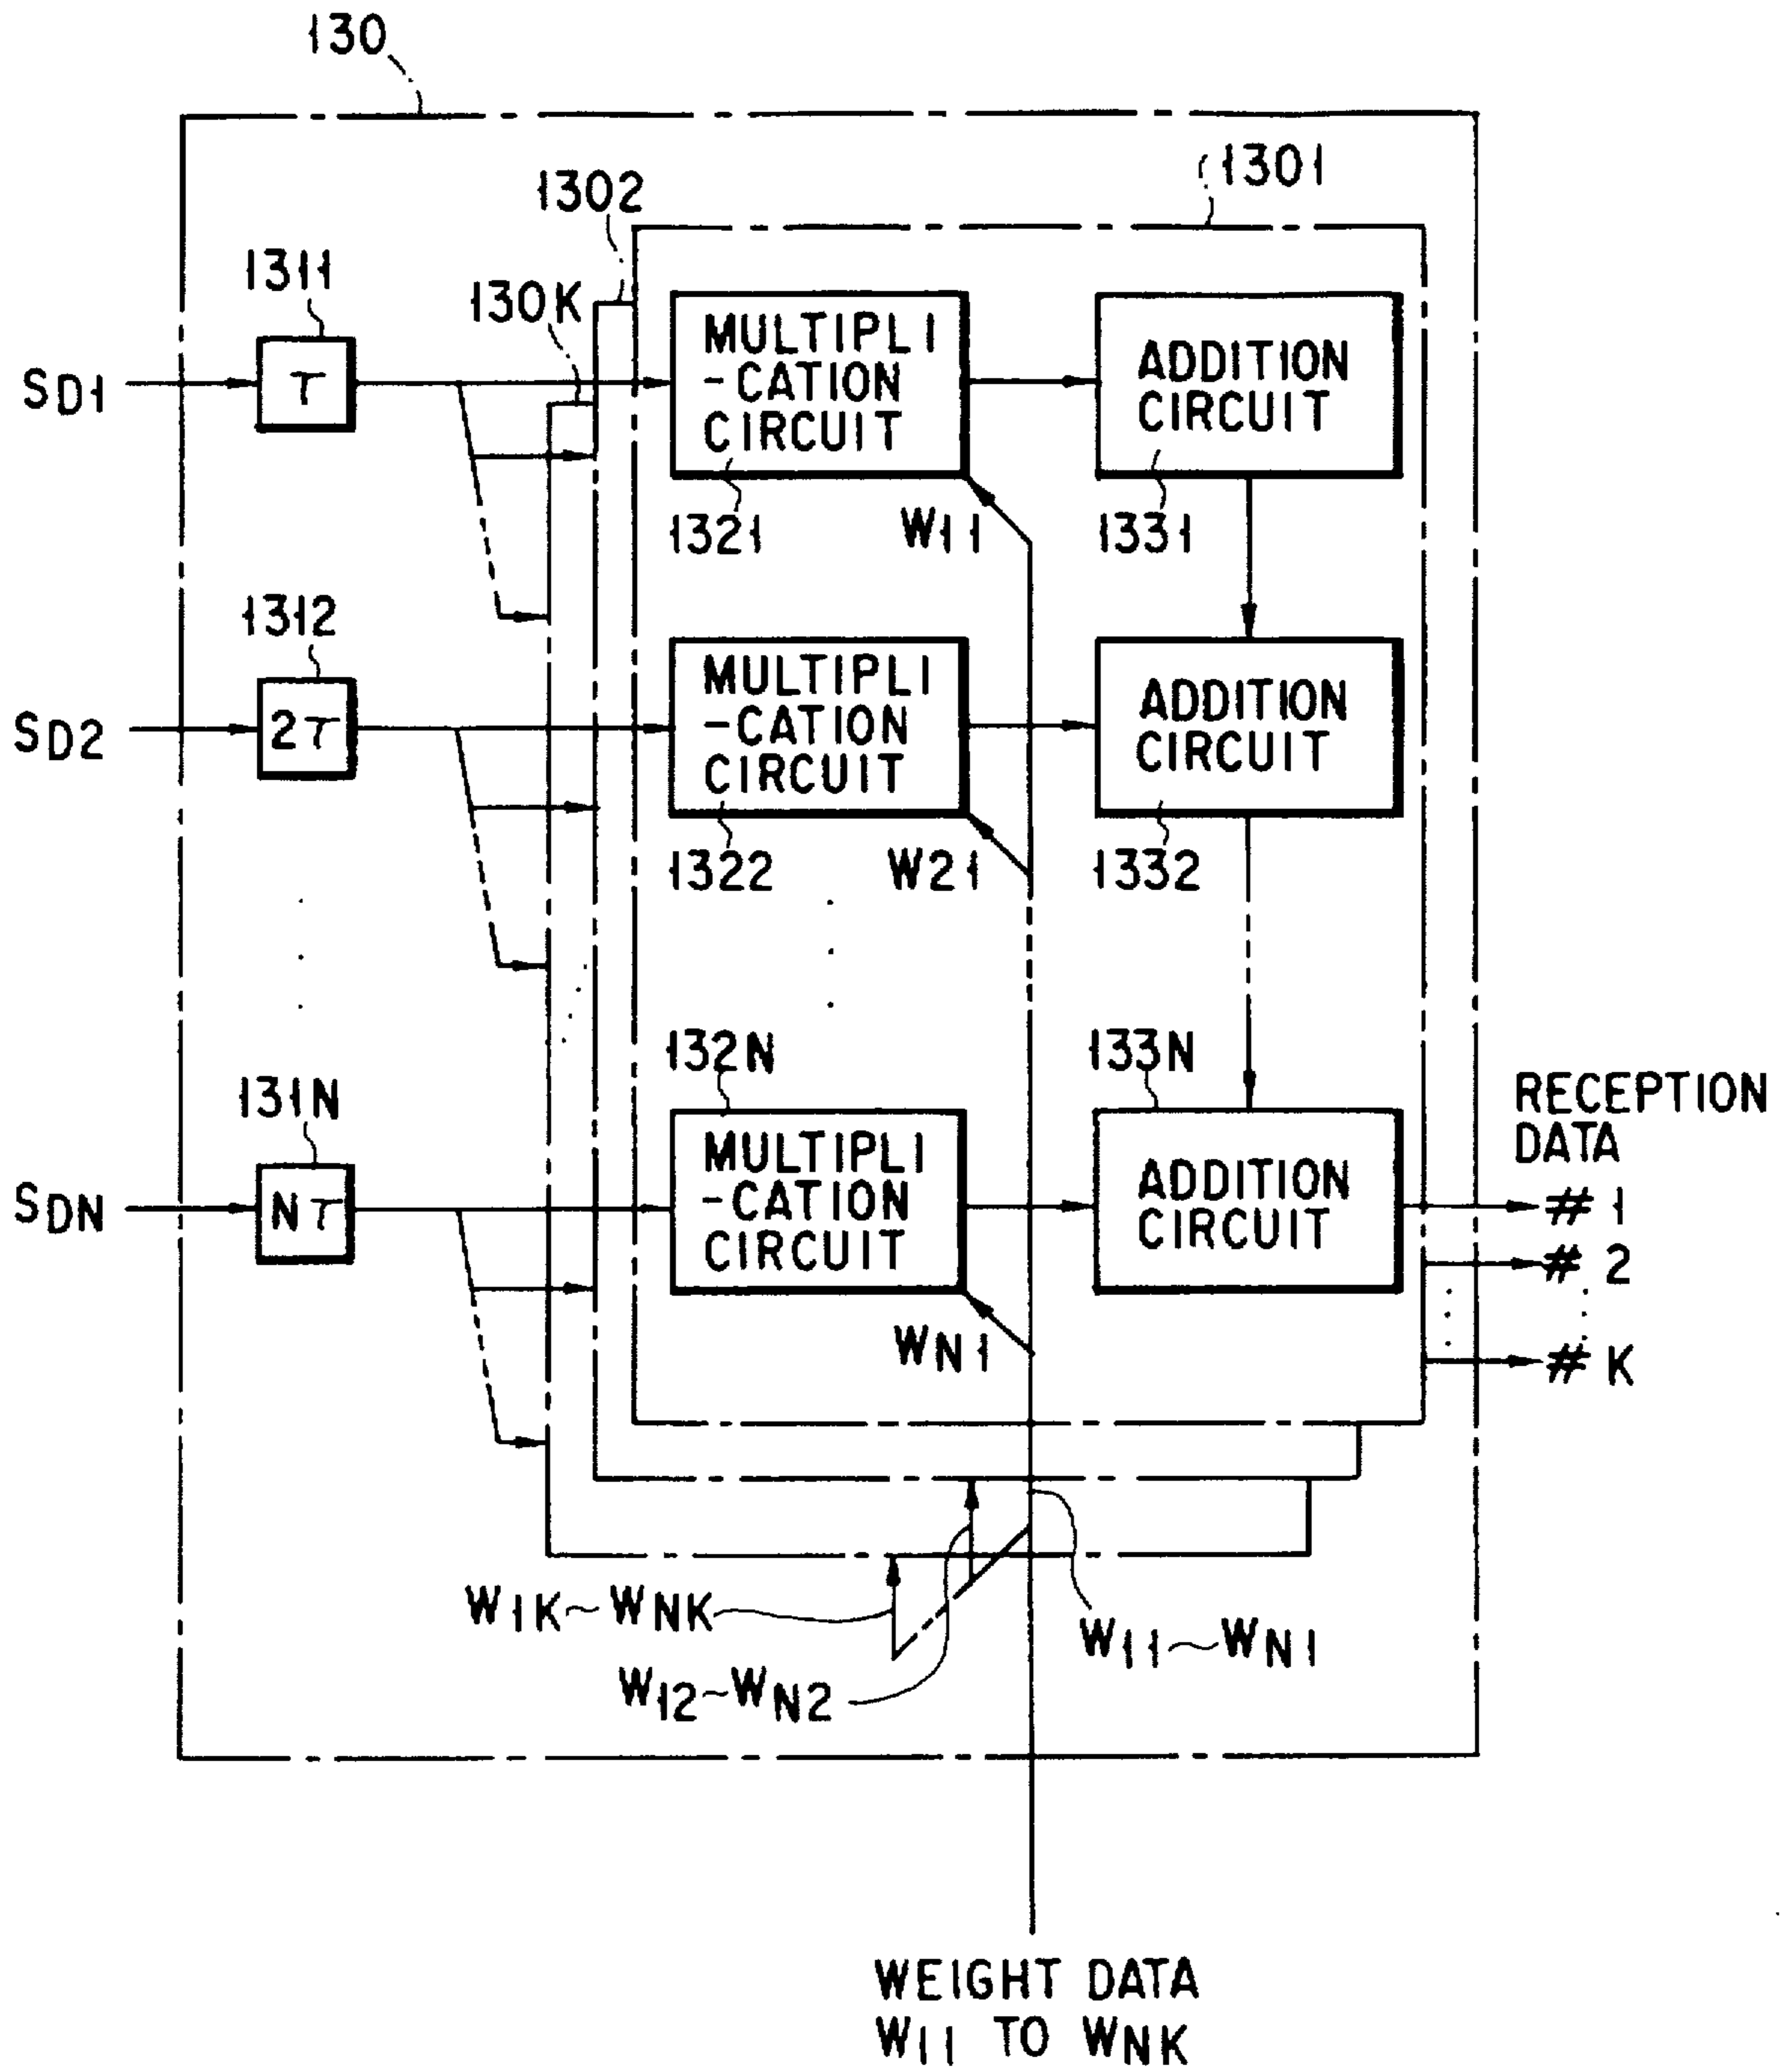 130
1301
1302
1311
130K
SD1
T
MULTIPLI
-CATION
CIRCUIT
ADDITION
CIRCUIT
1321
W11
1331
1312
SD2
2T
MULTIPLI
-CATION
CIRCUIT
ADDITION
CIRCUIT
1322
W21
1332
132N
133N
131N
RECEPTION
DATA
SDN
NT
MULTIPLI
-CATION
CIRCUIT
ADDITION
CIRCUIT
# 1
# 2
WN1
# K
W1K~WNK
W11~WN1
W12~WN2
WEIGHT DATA
W11 TO WNK